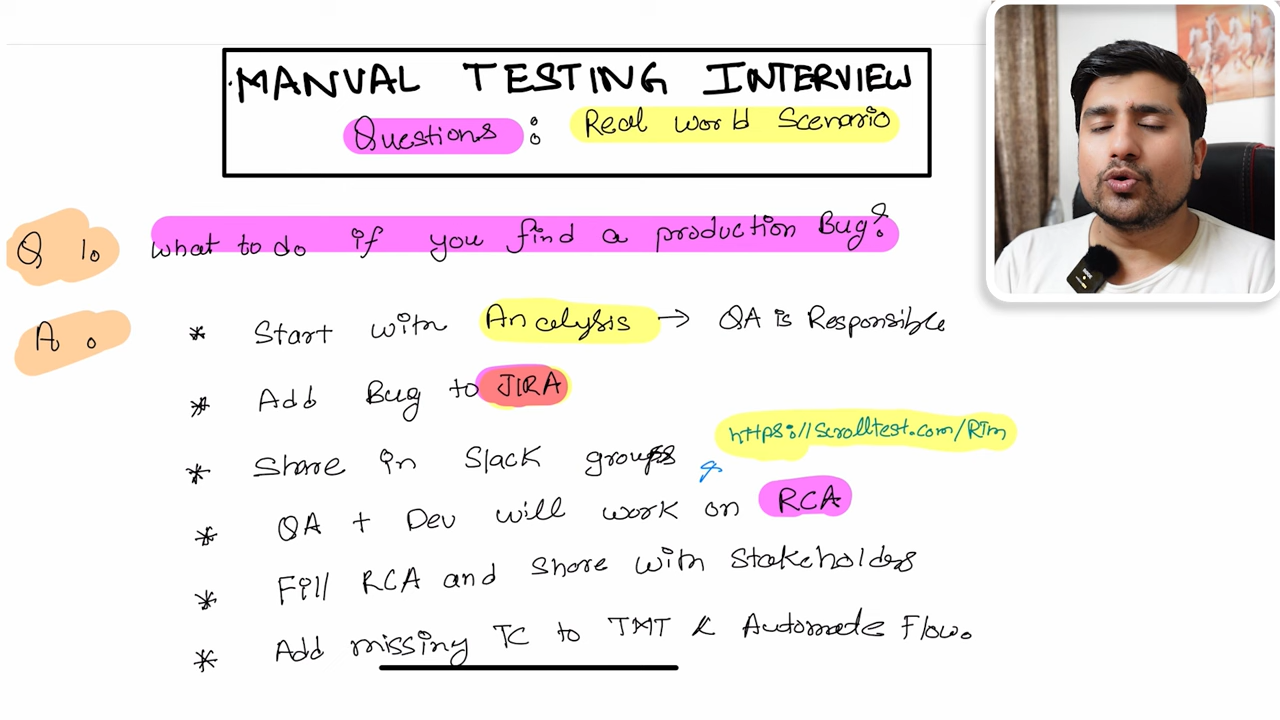 MANUAL TESTING INTERVIEW
Questions : Real world Scenario
Q 1. What to do if you find a production Bug?
A. * Start with Analysis → QA is Responsible
* Add Bug to JIRA
https://scrolltest.com/RTm
* Share in Slack groups
* QA + Dev will work on RCA
* Fill RCA and Share with Stakeholders
* Add missing TC to TMT & Automate Flow.